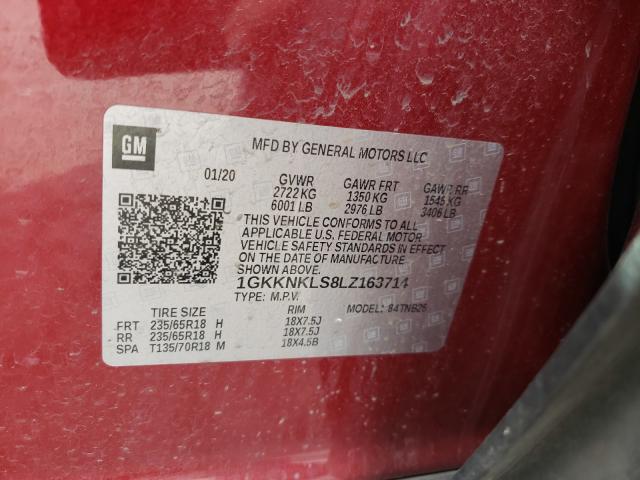 GM
MFD BY GENERAL MOTORS LLC
01/20 GVWR GAWR FRT GAWR RR
2722 KG 1350 KG 1545 KG
6001 LB 2976 LB 3406 LB
THIS VEHICLE CONFORMS TO ALL
APPLICABLE U.S. FEDERAL MOTOR
VEHICLE SAFETY STANDARDS IN EFFECT
ON THE DATE OF MANUFACTURE
SHOWN ABOVE.
1GKKNKLS8LZ163714
TYPE: M.P.V. MODEL: 84TNB26
TIRE SIZE RIM
FRT 235/65R18 H 18X7.5J
RR 235/65R18 H 18X7.5J
SPA T135/70R18 M 18X4.5B